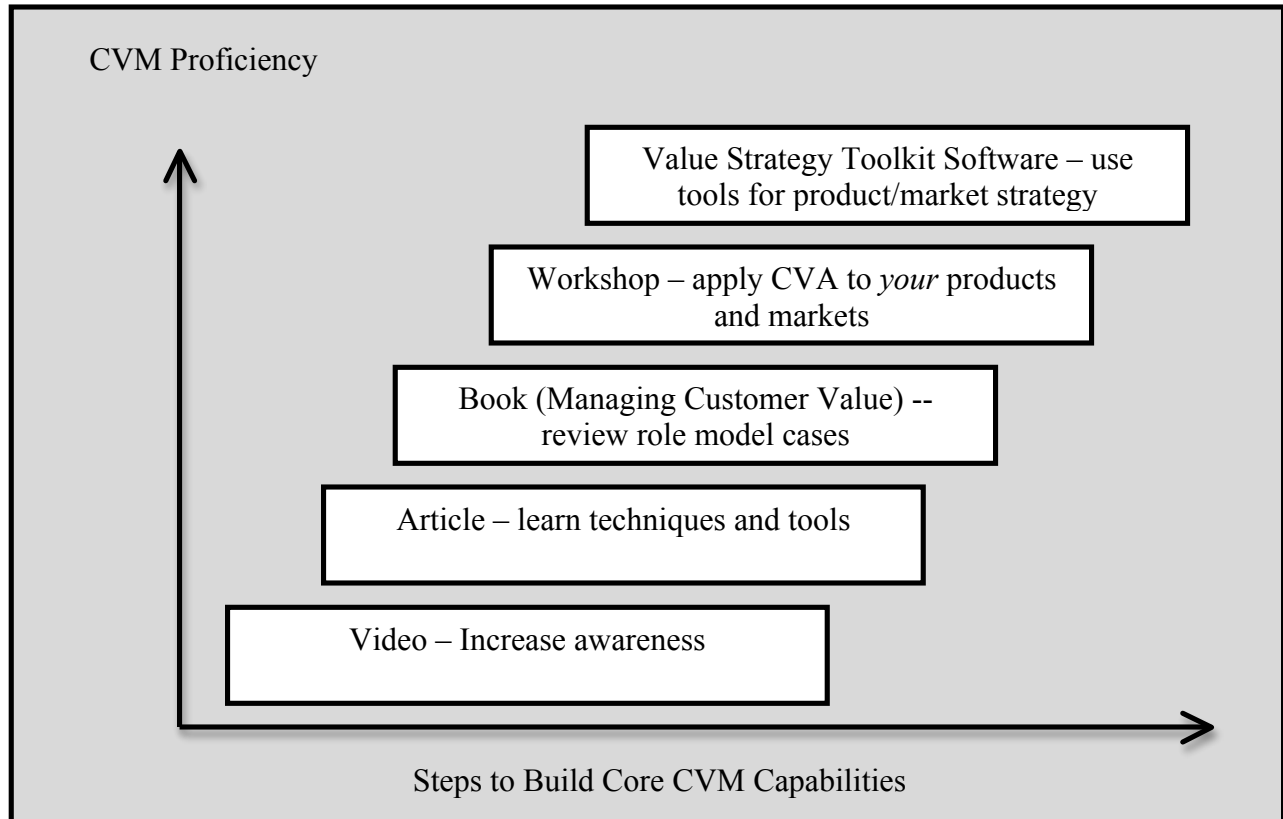 CVM Proficiency
Value Strategy Toolkit Software – use
tools for product/market strategy
Workshop – apply CVA to your products
and markets
Book (Managing Customer Value) --
review role model cases
Article – learn techniques and tools
Video – Increase awareness
Steps to Build Core CVM Capabilities